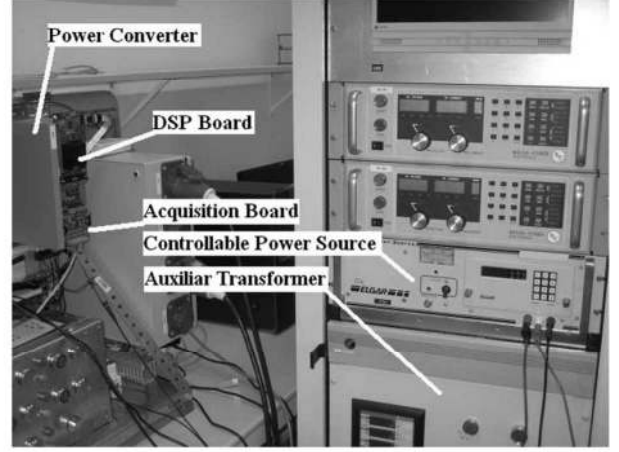 Power Converter
DSP Board
Acquisition Board
Controllable Power Source
Auxiliar Transformer
ELGAR